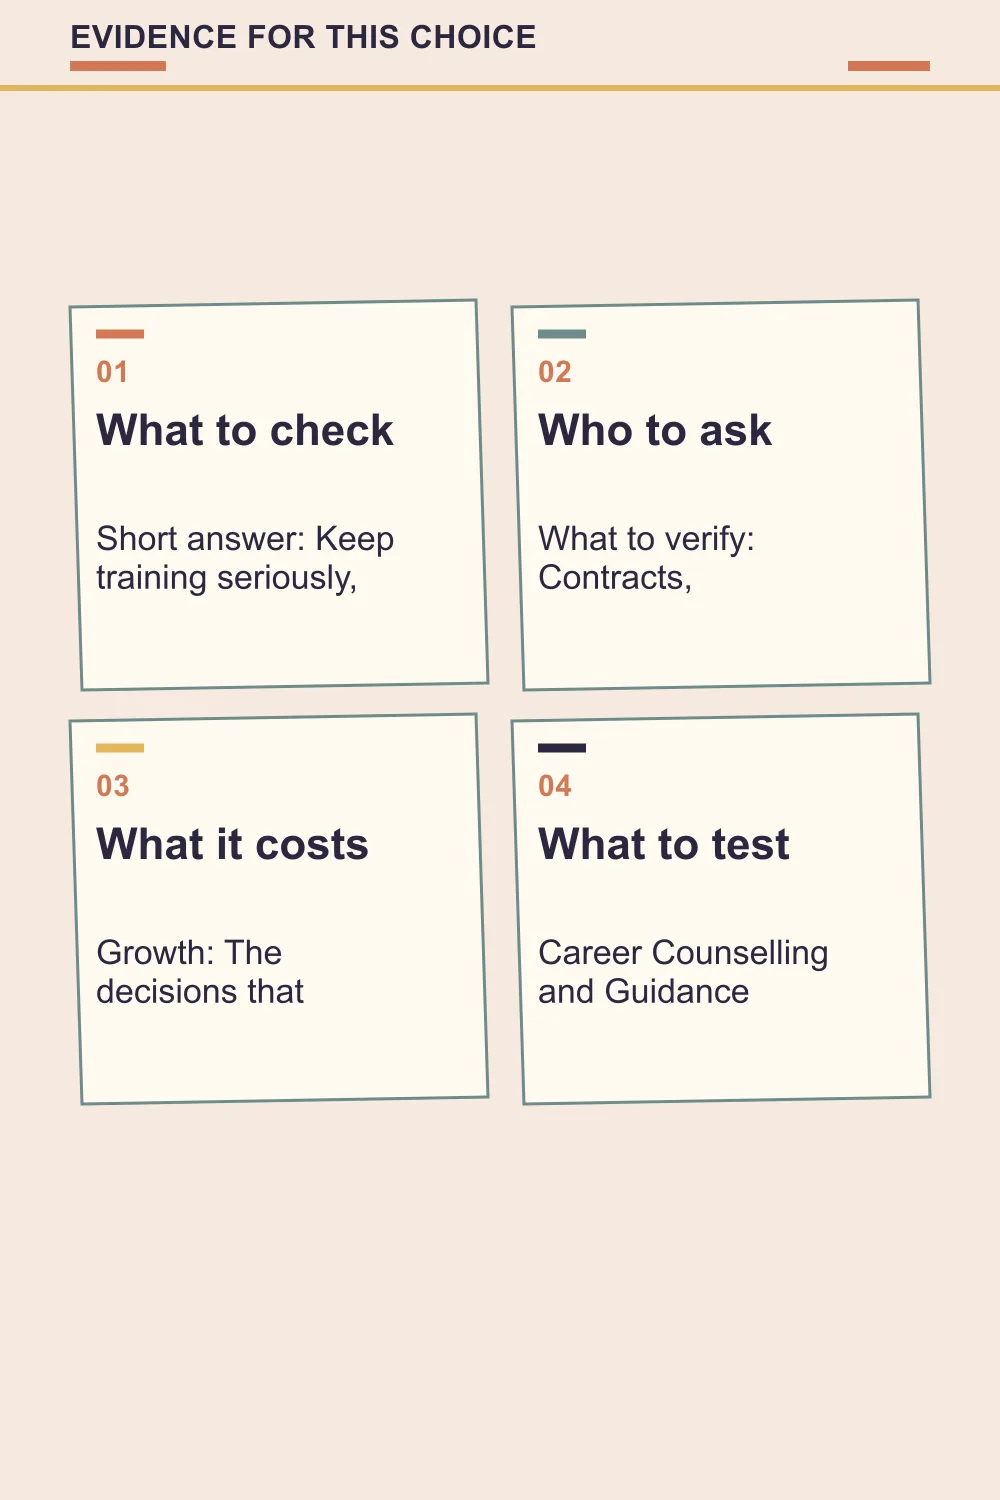 EVIDENCE FOR THIS CHOICE
01
What to check
Short answer: Keep
training seriously,
02
Who to ask
What to verify:
Contracts,
03
What it costs
Growth: The
decisions that
04
What to test
Career Counselling
and Guidance